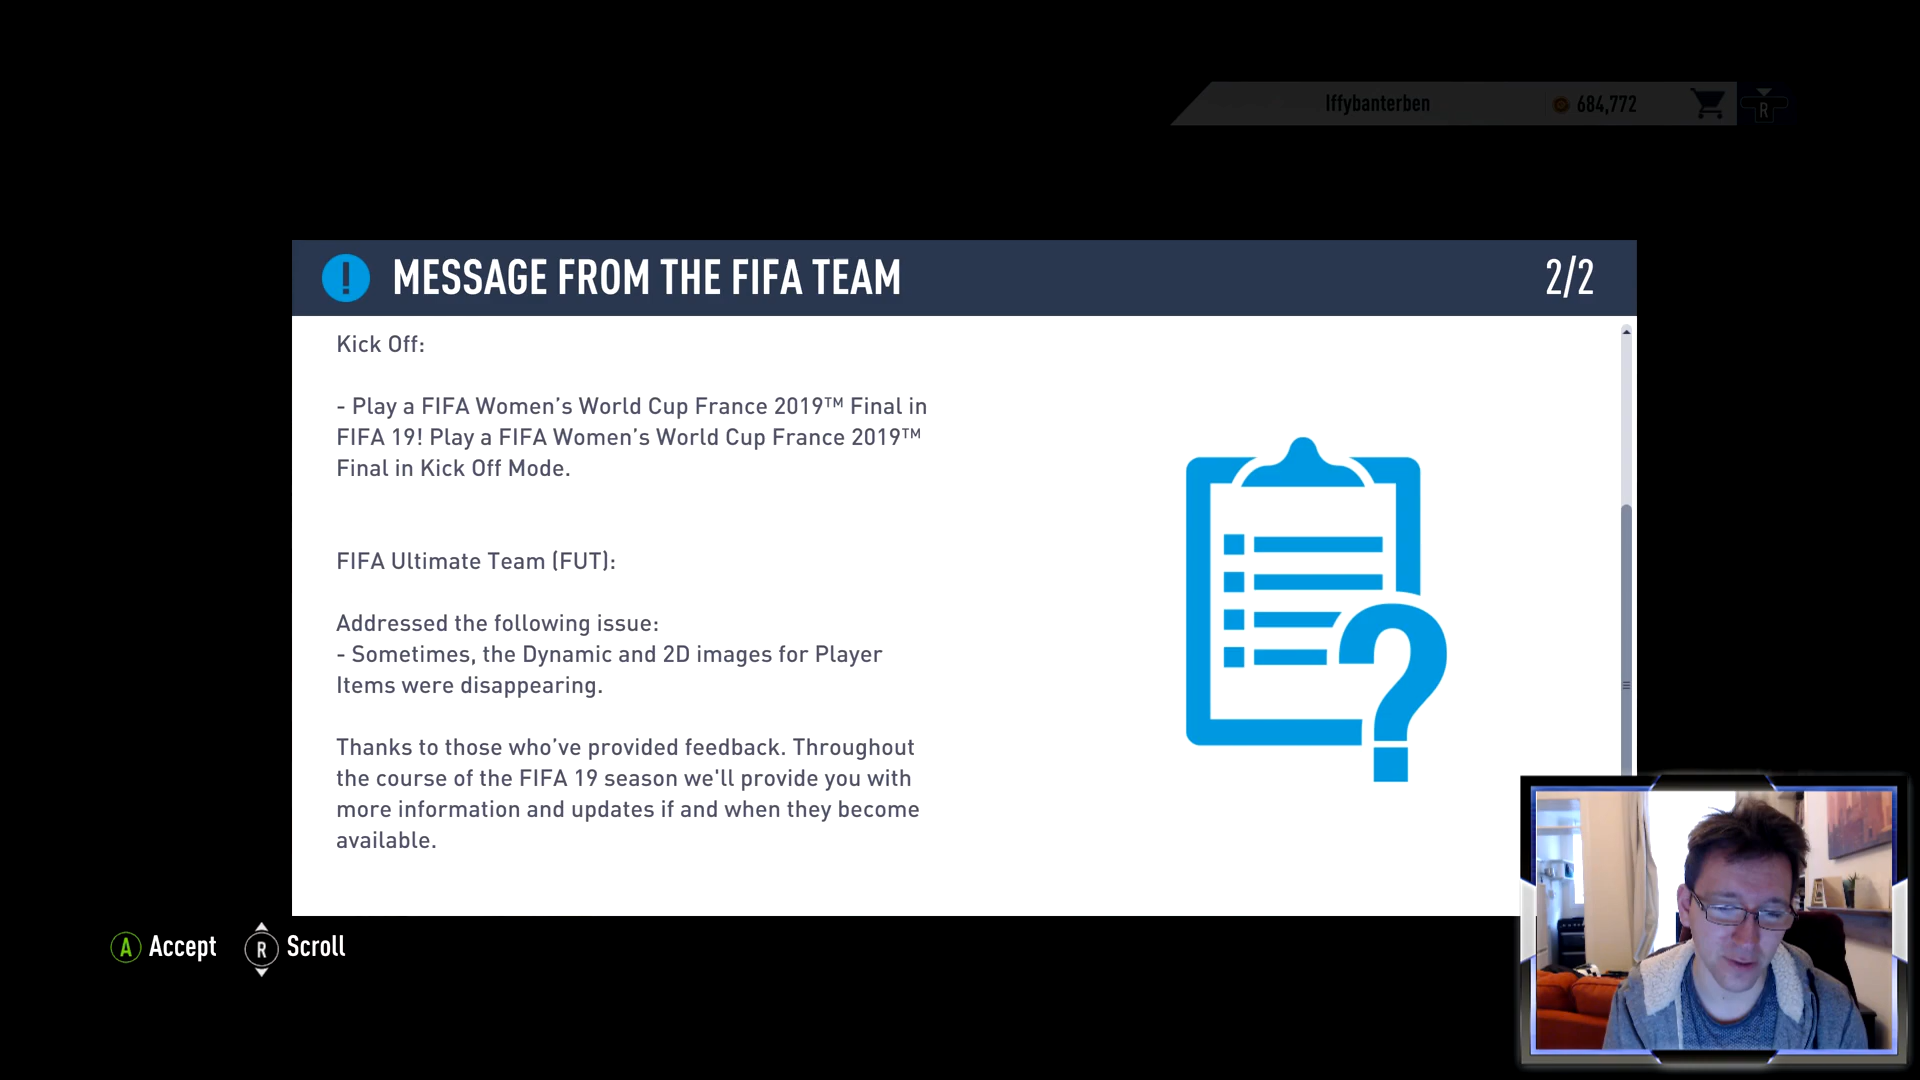 Iffybanterben 684,772 R
! MESSAGE FROM THE FIFA TEAM 2/2
Kick Off:
- Play a FIFA Women’s World Cup France 2019™ Final in
FIFA 19! Play a FIFA Women’s World Cup France 2019™
Final in Kick Off Mode.
FIFA Ultimate Team (FUT):
Addressed the following issue:
- Sometimes, the Dynamic and 2D images for Player
Items were disappearing.
Thanks to those who’ve provided feedback. Throughout
the course of the FIFA 19 season we'll provide you with
more information and updates if and when they become
available.
?
A Accept R Scroll